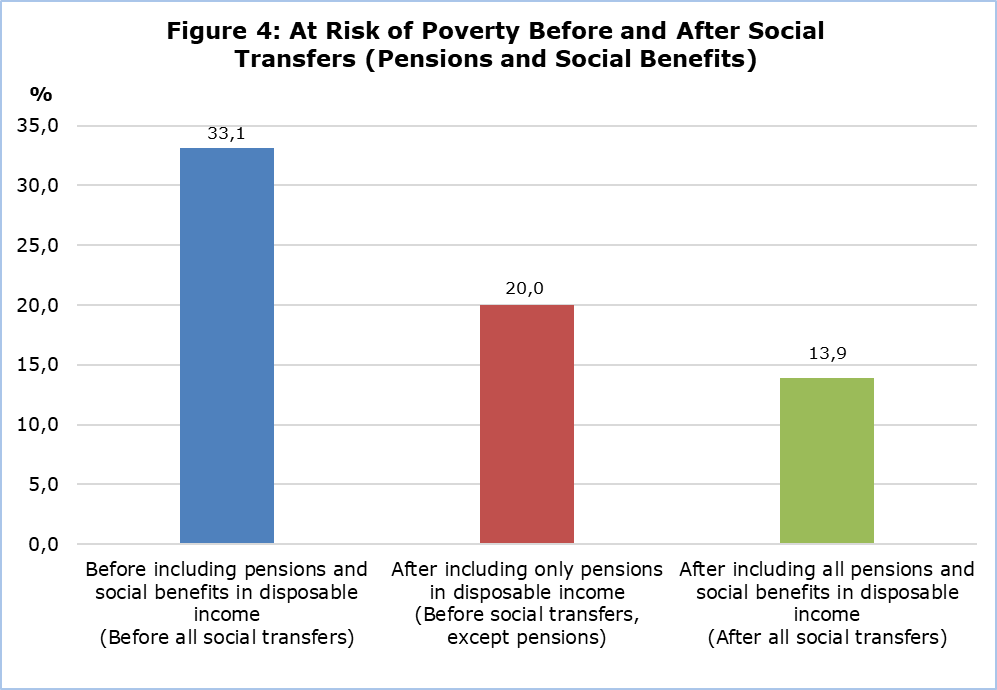 Figure 4: At Risk of Poverty Before and After Social
Transfers (Pensions and Social Benefits)
%
35,0
30,0
25,0
20,0
15,0
10,0
5,0
0,0
33,1
20,0
13,9
Before including pensions and
social benefits in disposable
income
(Before all social transfers)
After including only pensions
in disposable income
(Before social transfers,
except pensions)
After including all pensions and
social benefits in disposable
income
(After all social transfers)